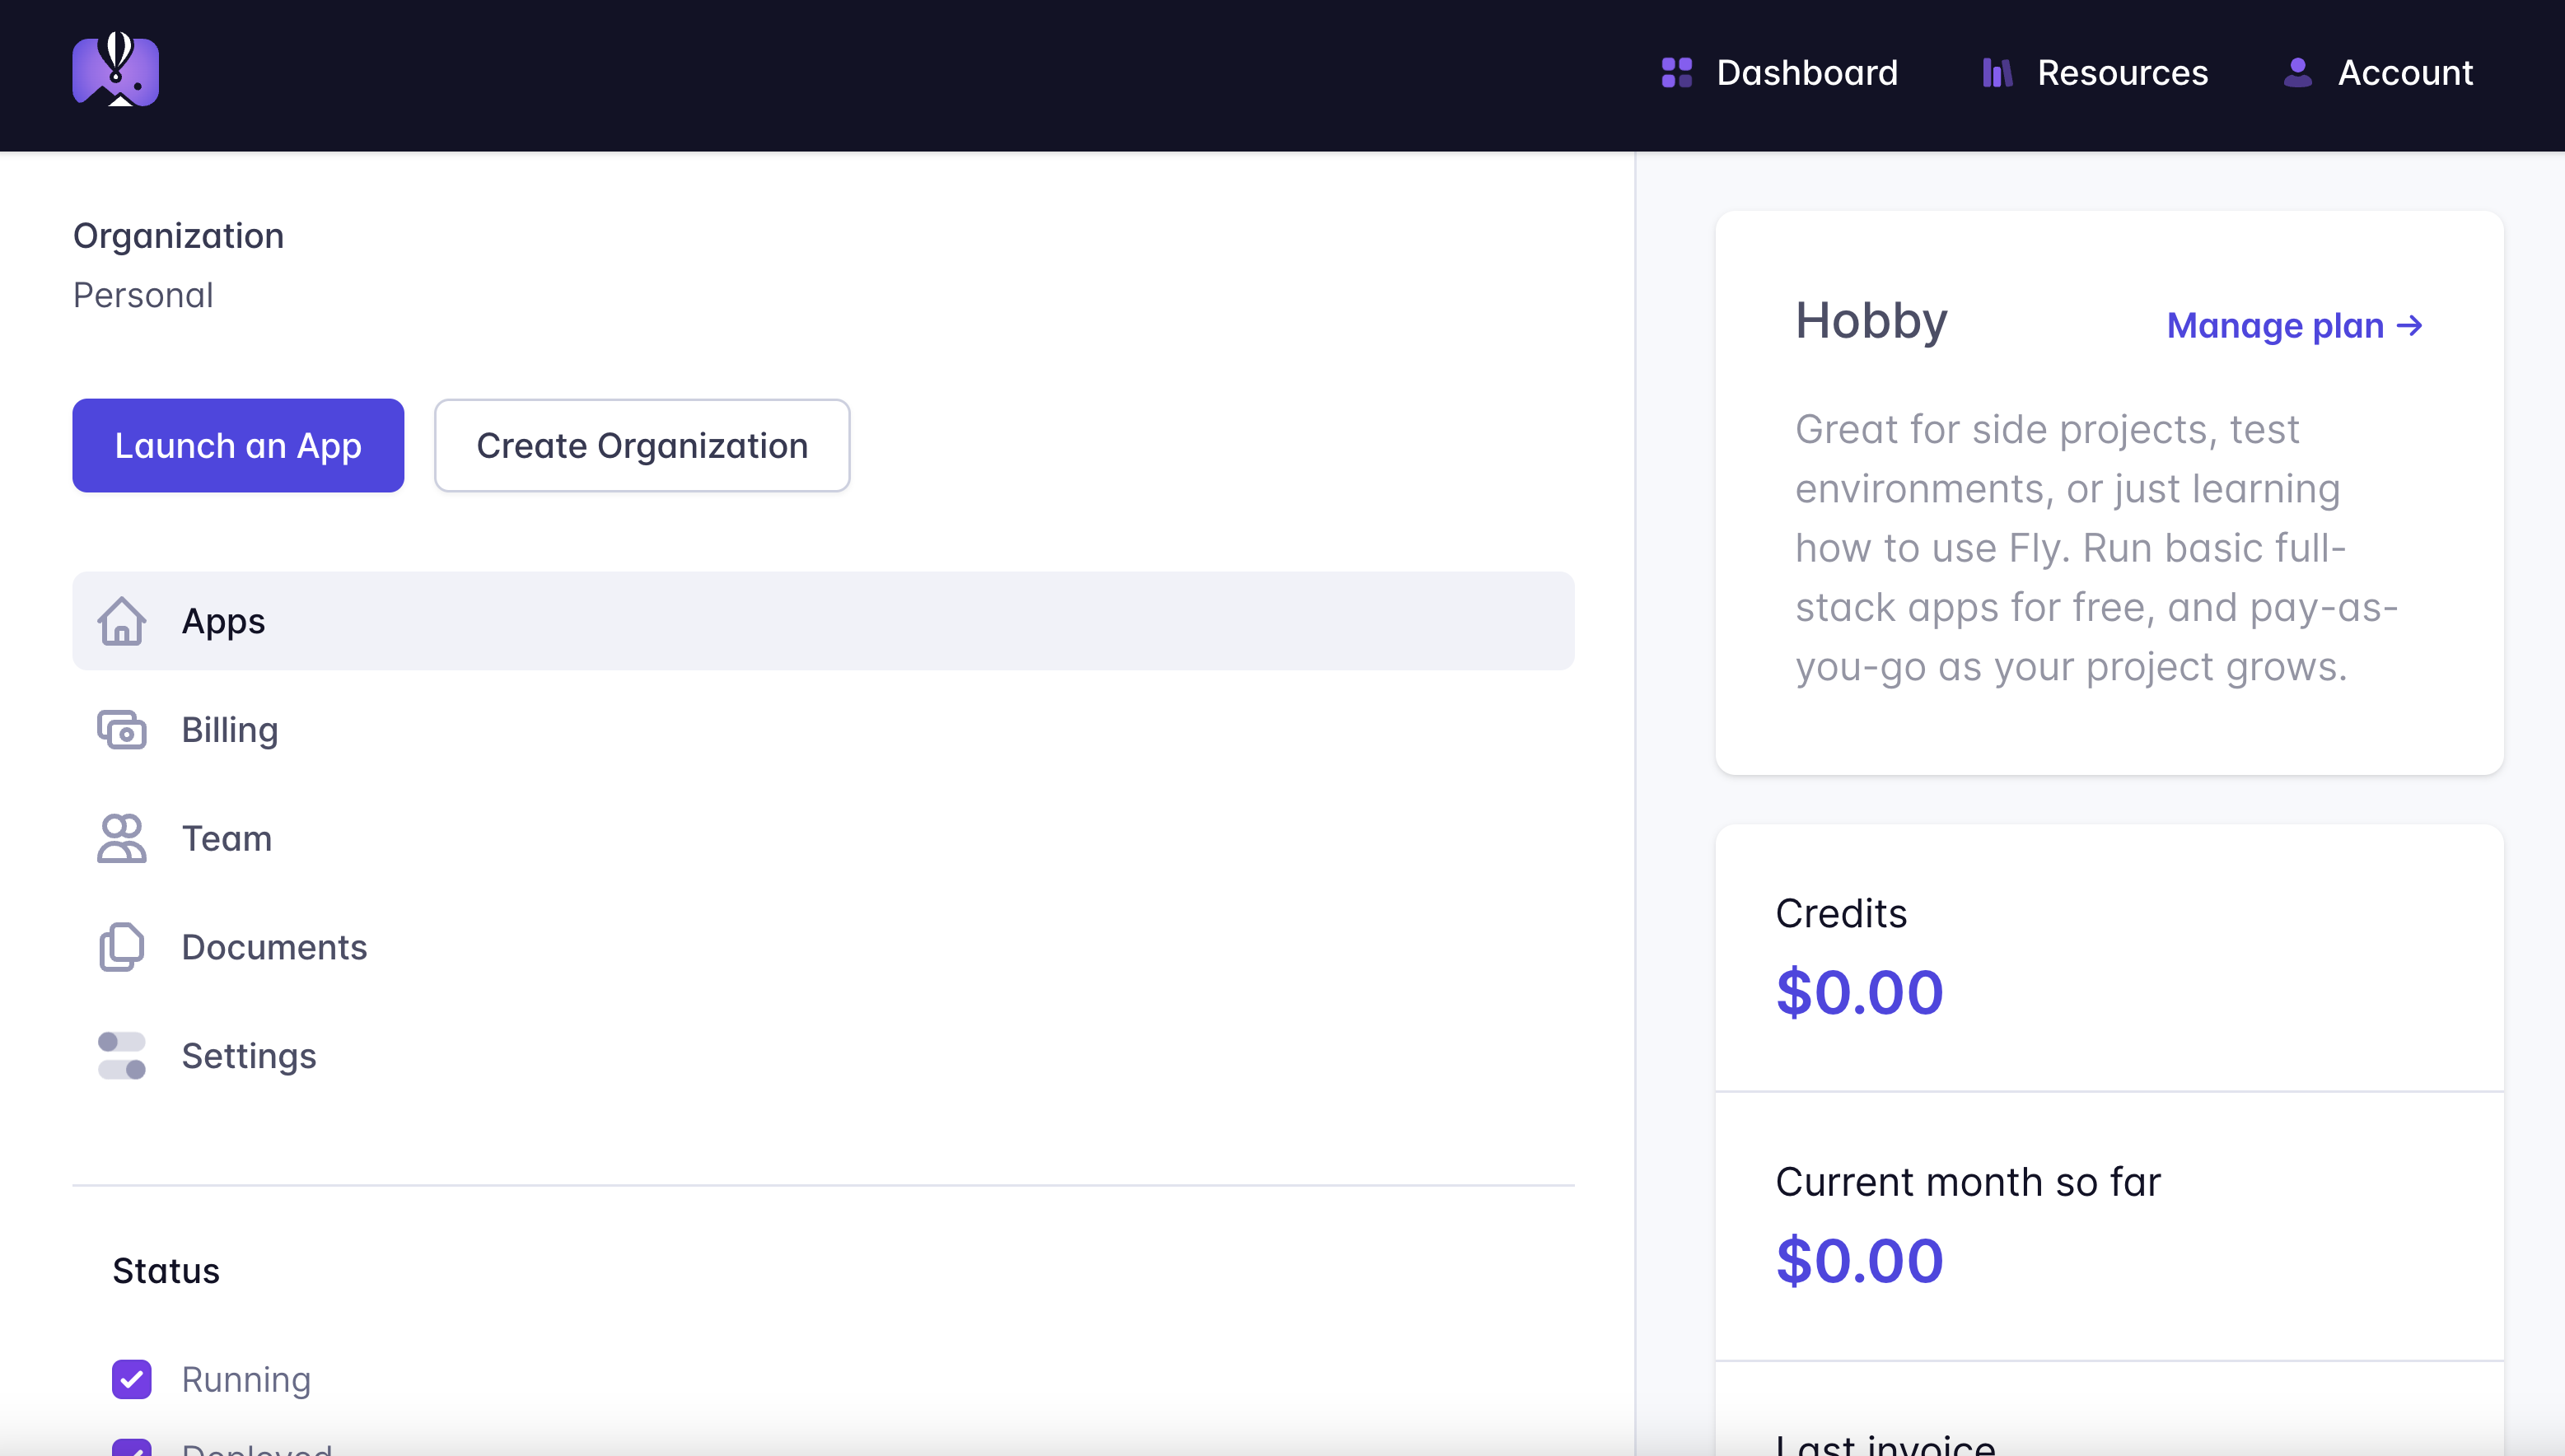 Dashboard
Resources
Account
Organization
Personal
Launch an App
Create Organization
Apps
Billing
Team
Documents
Settings
Status
Running
Deployed
Hobby
Manage plan →
Great for side projects, test
environments, or just learning
how to use Fly. Run basic full-
stack apps for free, and pay-as-
you-go as your project grows.
Credits
$0.00
Current month so far
$0.00
Last invoice